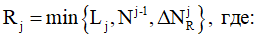 R_j = min{L_j, N^{j-1}, ΔN_R^j}, где: